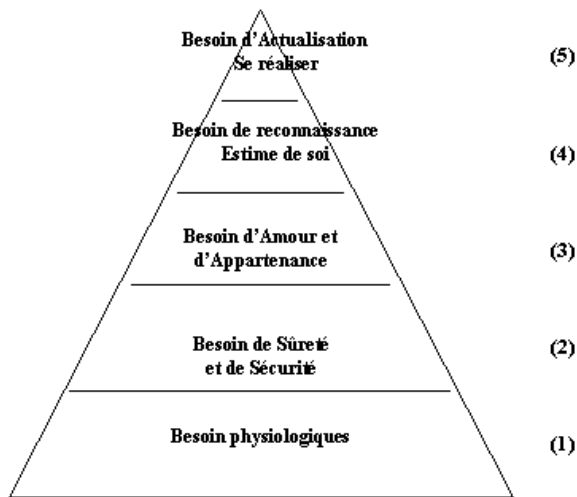 Besoin d'Actualisation
Se réaliser
(5)
Besoin de reconnaissance
Estime de soi
(4)
Besoin d'Amour et
d'Appartenance
(3)
Besoin de Sûreté
et de Sécurité
(2)
Besoin physiologiques
(1)